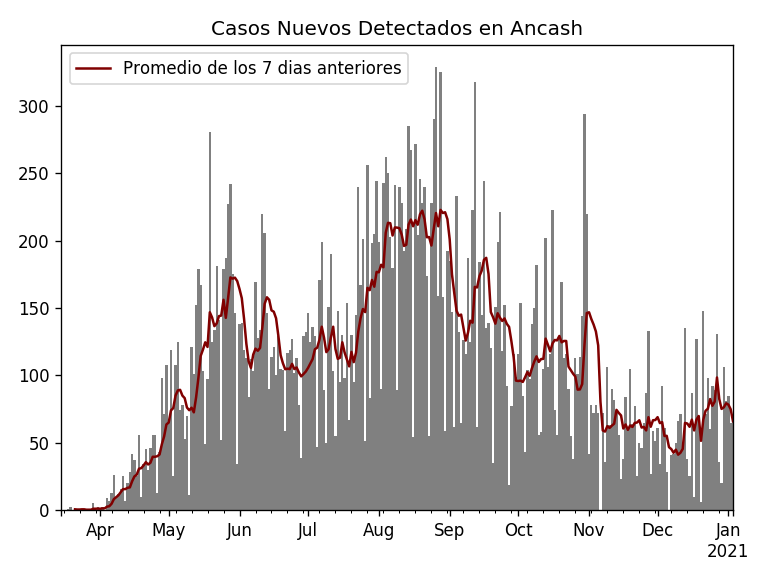 Casos Nuevos Detectados en Ancash
Promedio de los 7 dias anteriores
300
250
200
150
100
50
0
Apr May Jun Jul Aug Sep Oct Nov Dec Jan
2021